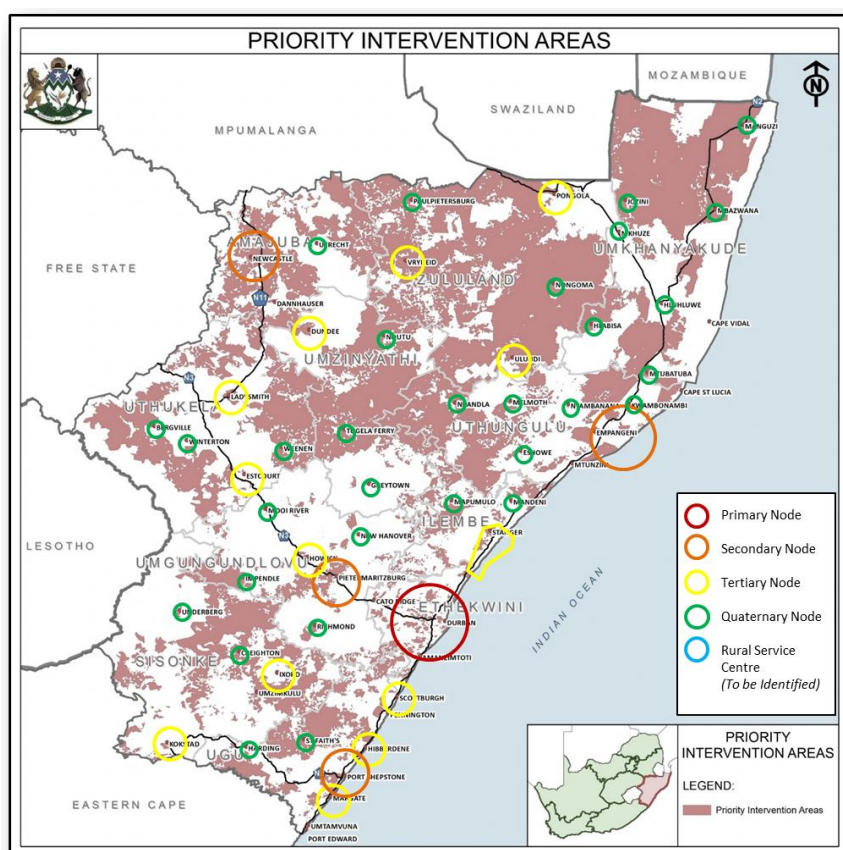 PRIORITY INTERVENTION AREAS
MOZAMBIQUE
N
SWAZILAND
N2
MPUMALANGA
MANGUZI
PAULPIETERSBURG
PONGOLA
JOZINI
MBAZWANA
AMAJUBA
UTRECHT
MKHUZE
UMKHANYAKUDE
NEWCASTLE
VRYHEID
FREE STATE
ZULULAND
NONGOMA
N11
DANNHAUSER
HLUHLUWE
DUNDEE
NQUTU
HLABISA
CAPE VIDAL
UMZINYATHI
ULUNDI
N3
MTUBATUBA
UTHUKELA
LADYSMITH
CAPE ST LUCIA
NKANDLA
MELMOTH
NTAMBANANA
KWAMBONAMBI
BERGVILLE
TUGELA FERRY
UTHUNGULU
EMPANGENI
WINTERTON
WEENEN
ESHOWE
MTUNZINI
ESTCOURT
GREYTOWN
MOOI RIVER
MAPUMULO
MANDENI
ILEMBE
N3
NEW HANOVER
STANGER
LESOTHO
UMGUNGUNDLOVU
HOWICK
IMPENDLE
PIETERMARITZBURG
CATO RIDGE
ETHEKWINI
UNDERBERG
RICHMOND
DURBAN
INDIAN OCEAN
SISONKE
CREIGHTON
AMANZIMTOTI
IXOPO
UMZIMKULU
SCOTTBURGH
PENNINGTON
KOKSTAD
HARDING
ST FAITH'S
HIBBERDENE
UGU
PORT SHEPSTONE
MARGATE
EASTERN CAPE
UMTAMVUNA
PORT EDWARD
Primary Node
Secondary Node
Tertiary Node
Quaternary Node
Rural Service
Centre
(To be Identified)
PRIORITY
INTERVENTION AREAS
LEGEND:
Priority Intervention Areas